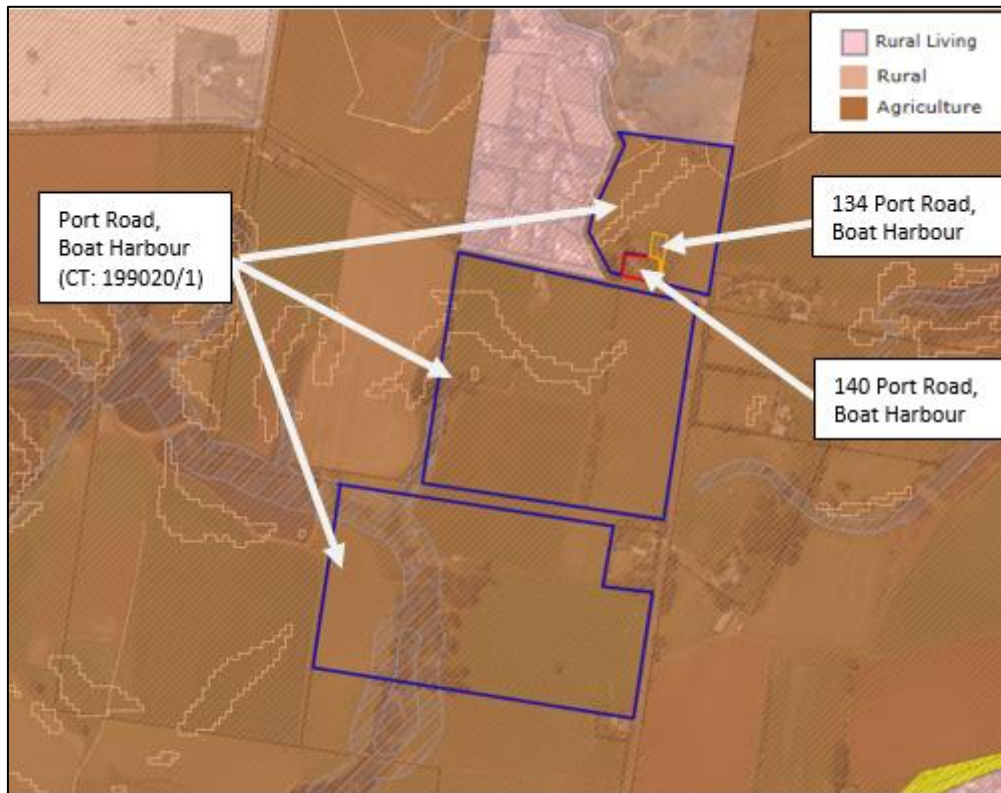 Rural Living
Rural
Agriculture
Port Road,
Boat Harbour
(CT: 199020/1)
134 Port Road,
Boat Harbour
140 Port Road,
Boat Harbour